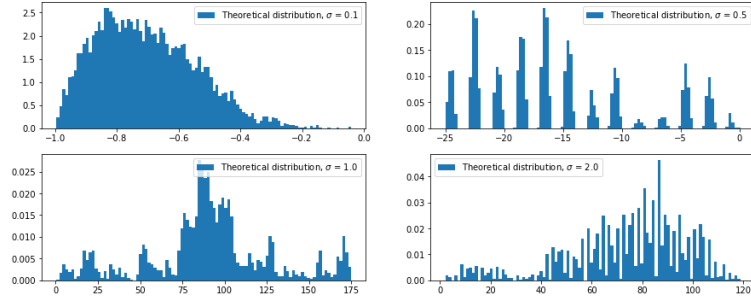 Theoretical distribution, σ = 0.1
2.5
2.0
1.5
1.0
0.5
0.0
−1.0 −0.8 −0.6 −0.4 −0.2 0.0
Theoretical distribution, σ = 0.5
0.20
0.15
0.10
0.05
0.00
−25 −20 −15 −10 −5 0
Theoretical distribution, σ = 1.0
0.025
0.020
0.015
0.010
0.005
0.000
0 25 50 75 100 125 150 175
Theoretical distribution, σ = 2.0
0.04
0.03
0.02
0.01
0.00
0 20 40 60 80 100 120